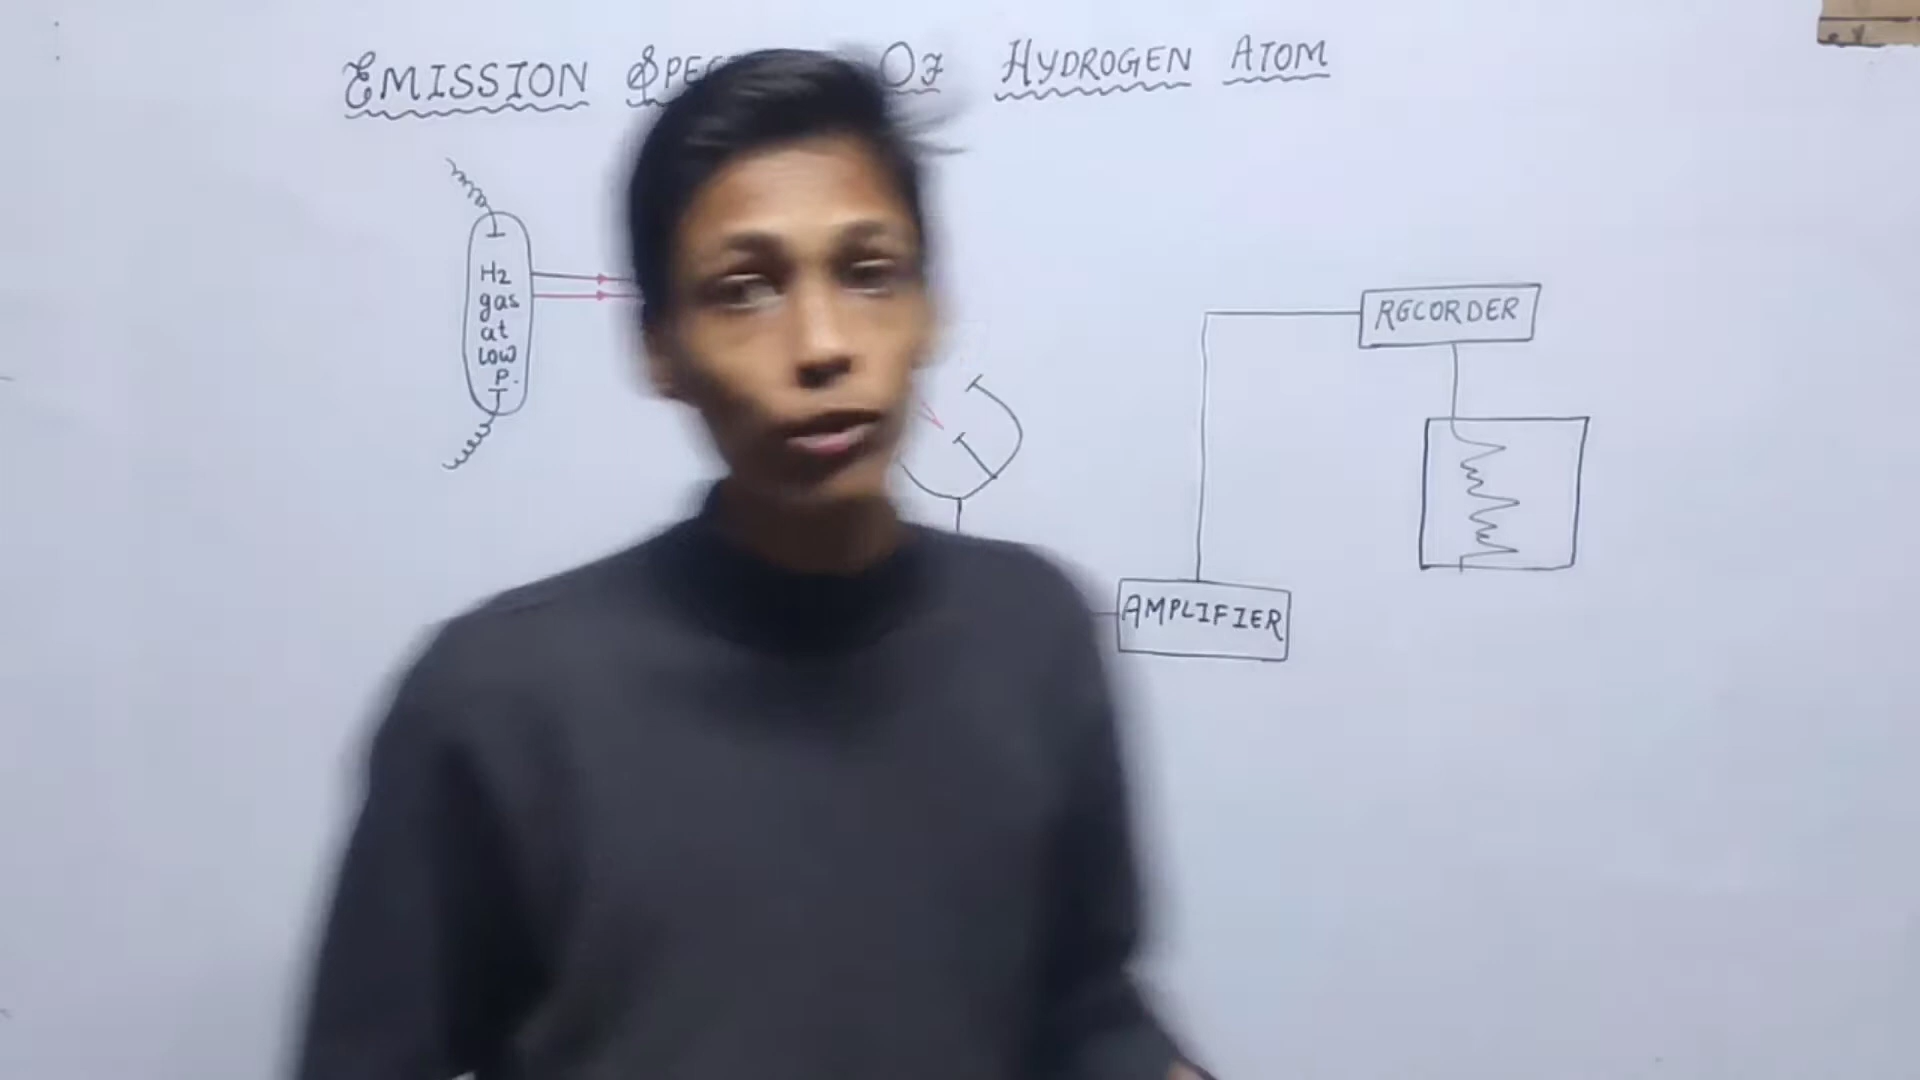 EMISSION OF HYDROGEN ATOM
H2
gas
at
LOW
P.
RECORDER
AMPLIFIER